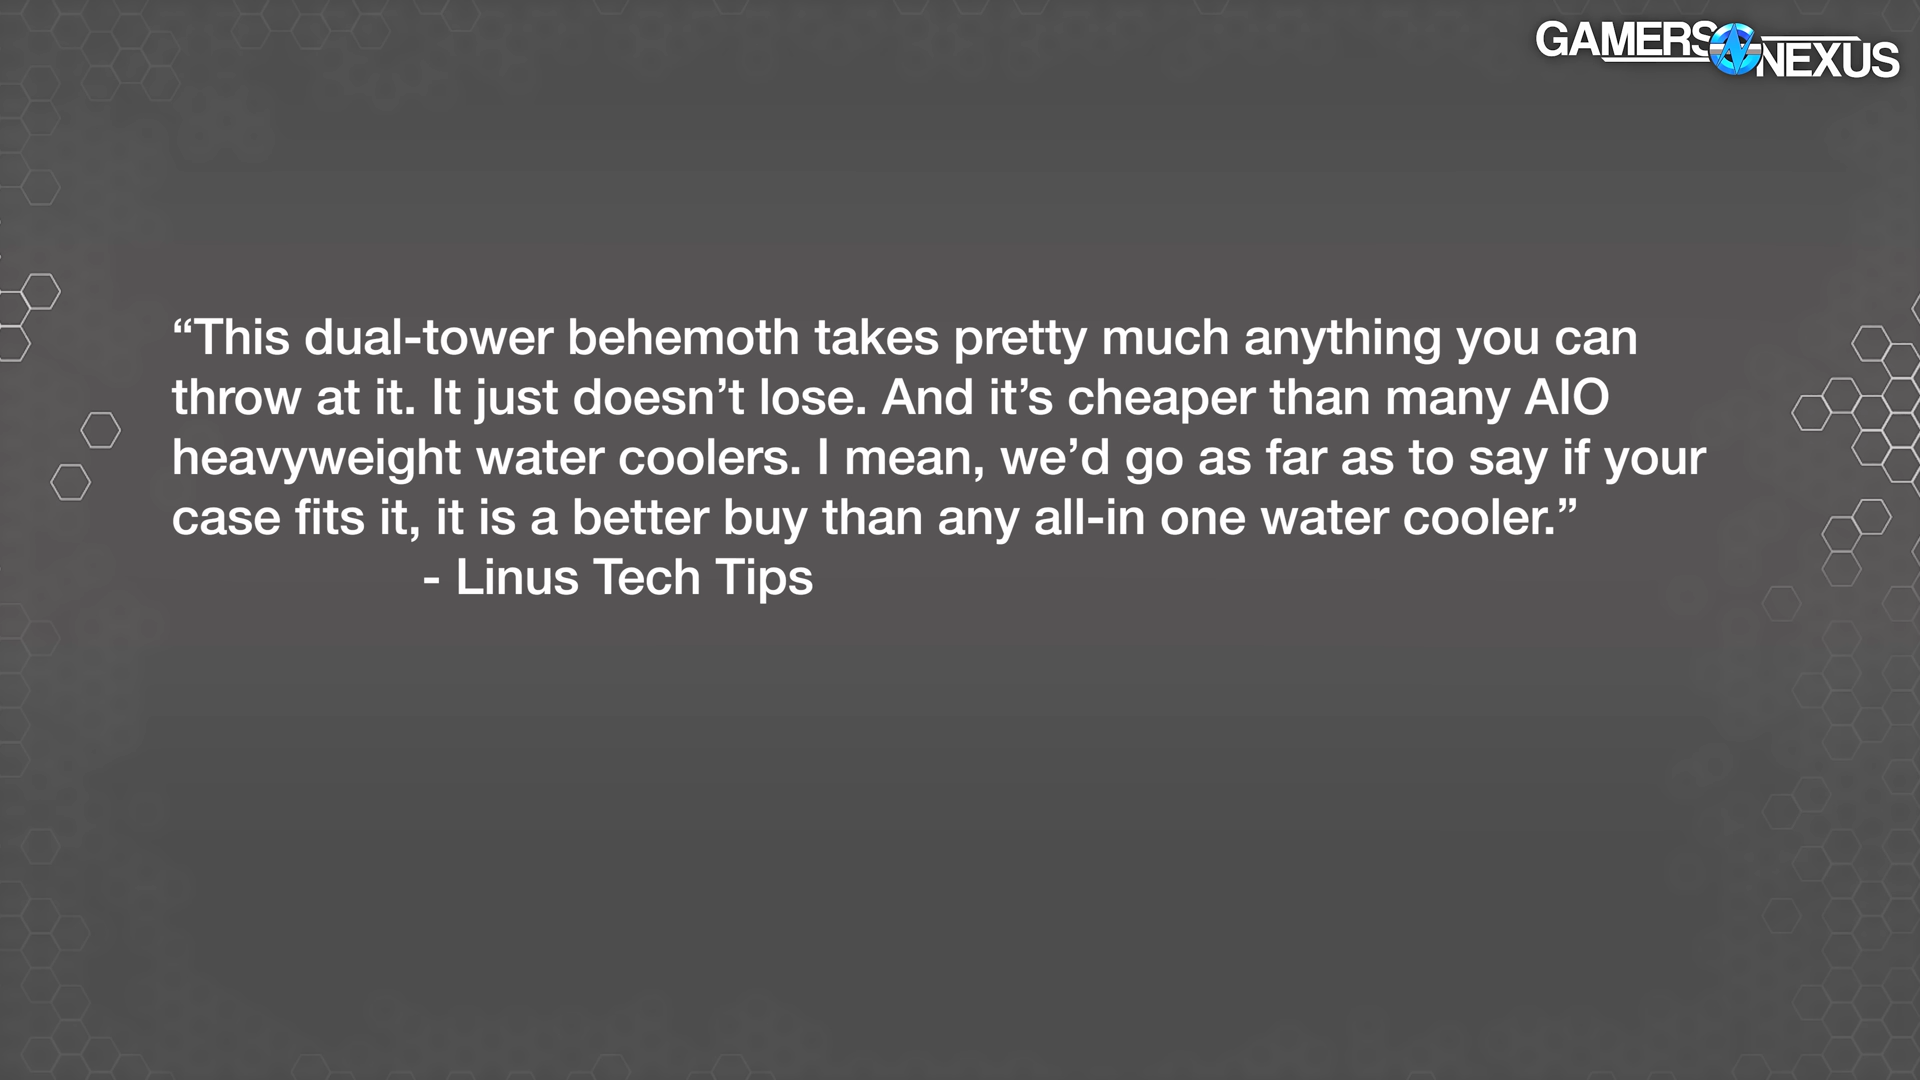 GAMERS NEXUS
“This dual-tower behemoth takes pretty much anything you can
throw at it. It just doesn’t lose. And it’s cheaper than many AIO
heavyweight water coolers. I mean, we’d go as far as to say if your
case fits it, it is a better buy than any all-in one water cooler.”
- Linus Tech Tips